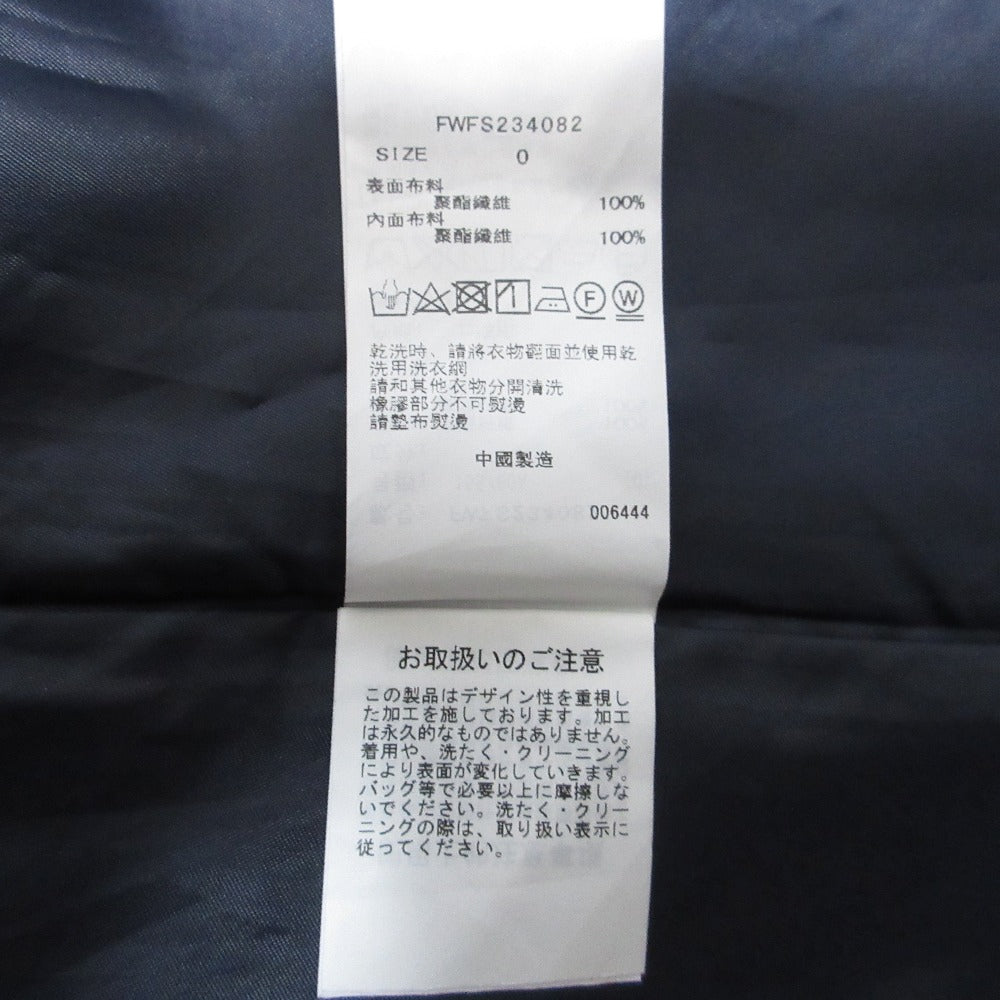 FWFS234082
SIZE 0
表面布料
聚酯纖維 100%
內面布料
聚酯纖維 100%
F W
乾洗時、請將衣物翻面並使用乾
洗用洗衣網
請和其他衣物分開清洗
橡膠部分不可熨燙
請墊布熨燙
中國製造
006444
お取扱いのご注意
この製品はデザイン性を重視し
た加工を施しております。加工
は永久的なものではありません。
着用や、洗たく・クリーニング
により表面が変化していきます。
バッグ等で必要以上に摩擦しな
いでください。洗たく・クリー
ニングの際は、取り扱い表示に
従ってください。